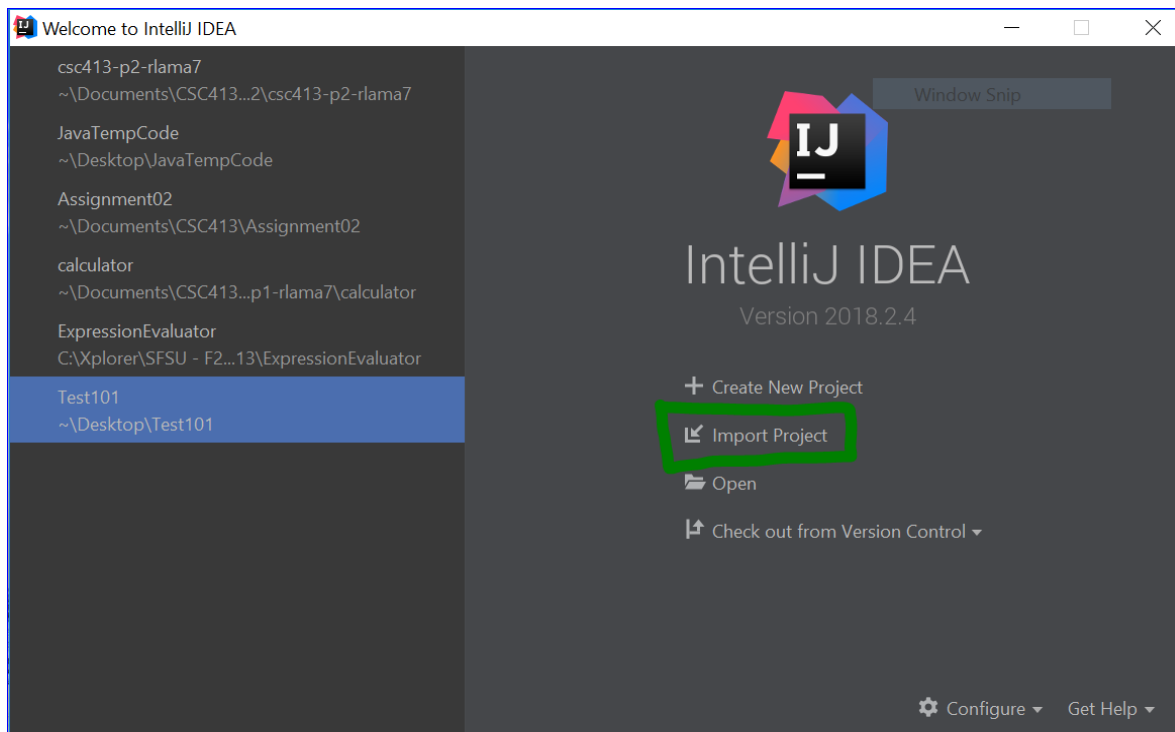 Welcome to IntelliJ IDEA
csc413-p2-rlama7
~\Documents\CSC413...2\csc413-p2-rlama7
JavaTempCode
~\Desktop\JavaTempCode
Assignment02
~\Documents\CSC413\Assignment02
calculator
~\Documents\CSC413...p1-rlama7\calculator
ExpressionEvaluator
C:\Xplorer\SFSU - F2...13\ExpressionEvaluator
Test101
~\Desktop\Test101
Window Snip
IJ
IntelliJ IDEA
Version 2018.2.4
Create New Project
Import Project
Open
Check out from Version Control
Configure
Get Help